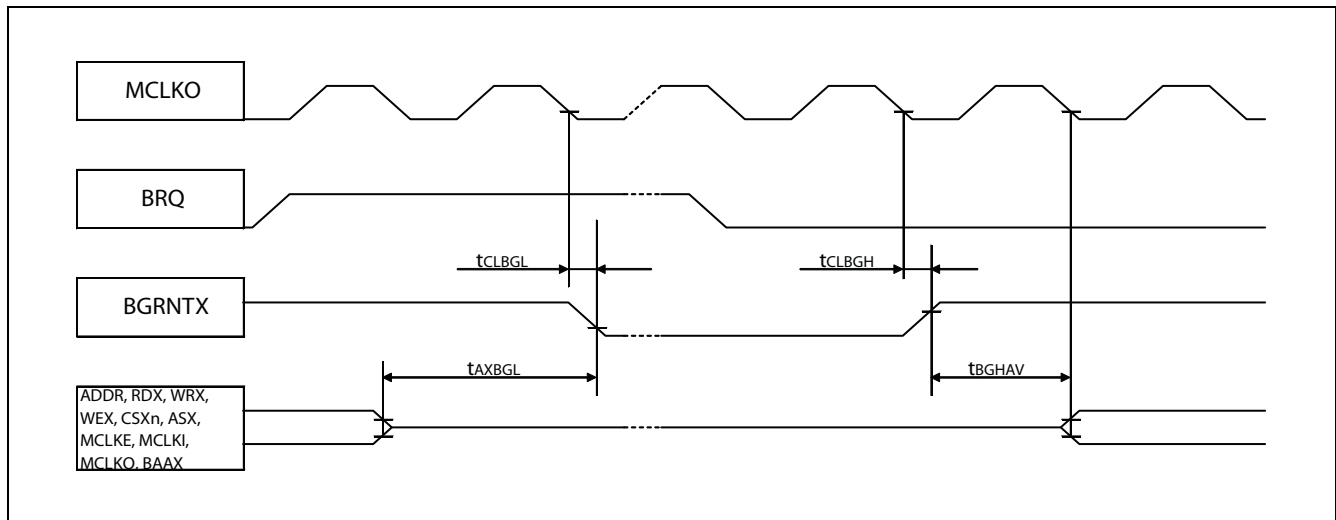 MCLKO
BRQ
tCLBGL
tCLBGH
BGRNTX
tAXBGL
tBGHAV
ADDR, RDX, WRX,
WEX, CSXn, ASX,
MCLKE, MCLKI,
MCLKO, BAAX